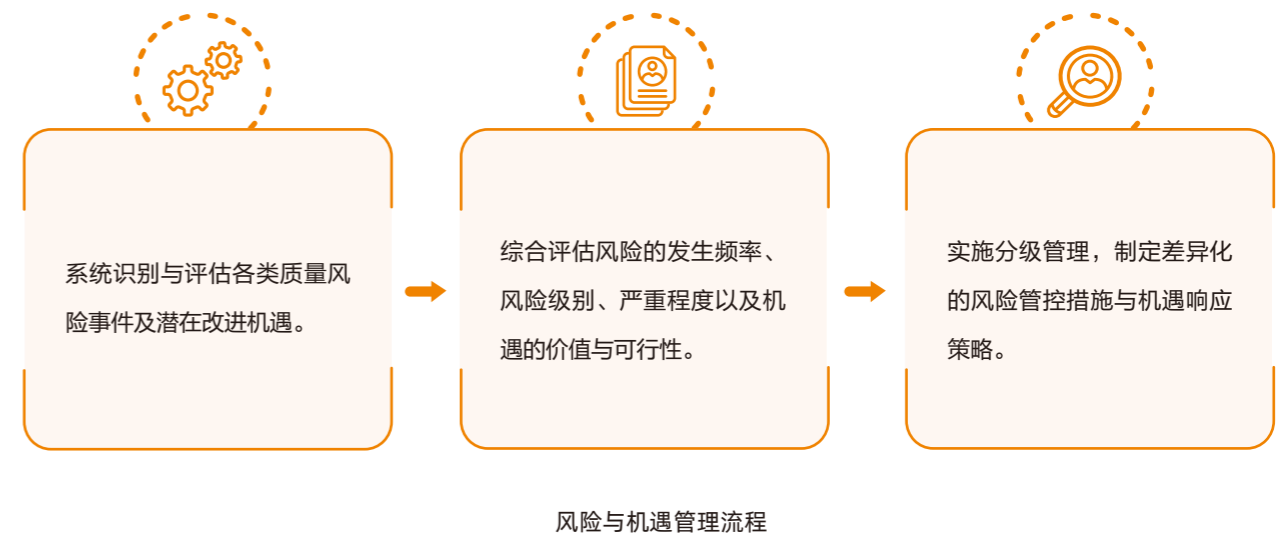 系统识别与评估各类质量风
险事件及潜在改进机遇。
综合评估风险的发生频率、
风险级别、严重程度以及机
遇的价值与可行性。
实施分级管理，制定差异化
的风险管控措施与机遇响应
策略。
风险与机遇管理流程